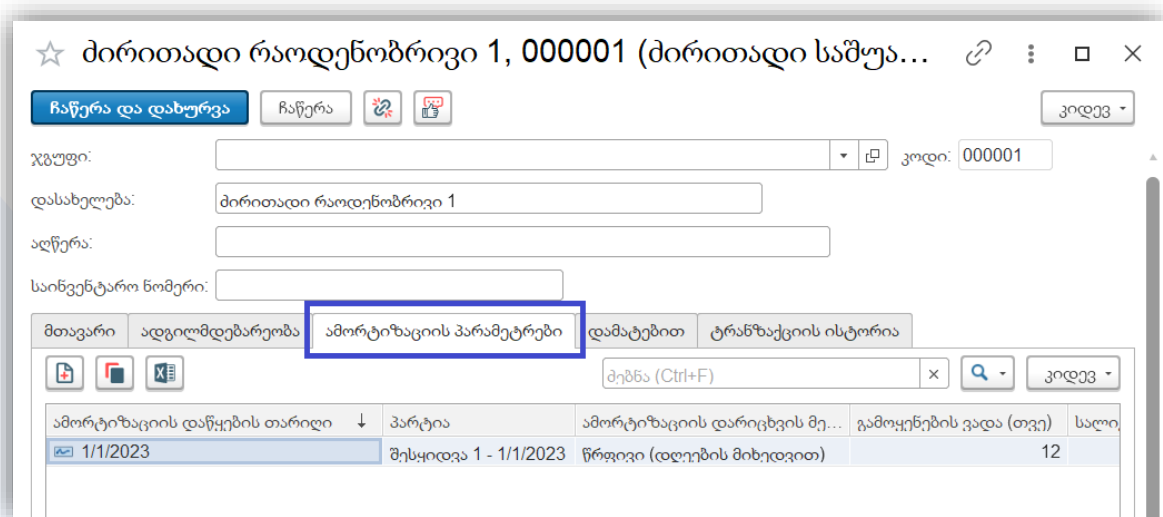 ძირითადი რაოდენობრივი 1, 000001 (ძირითადი საშუა...
ჩაწერა და დახურვა ჩაწერა კიდევ
ჯგუფი: კოდი: 000001
დასახელება: ძირითადი რაოდენობრივი 1
აღწერა:
საინვენტარო ნომერი:
მთავარი ადგილმდებარეობა ამორტიზაციის პარამეტრები დამატებით ტრანზაქციის ისტორია
ძებნა (Ctrl+F) × კიდევ
ამორტიზაციის დაწყების თარიღი ↓ პარტია ამორტიზაციის დარიცხვის მე... გამოყენების ვადა (თვე) სალი
1/1/2023 შესყიდვა 1 - 1/1/2023 წრფივი (დღეების მიხედვით) 12